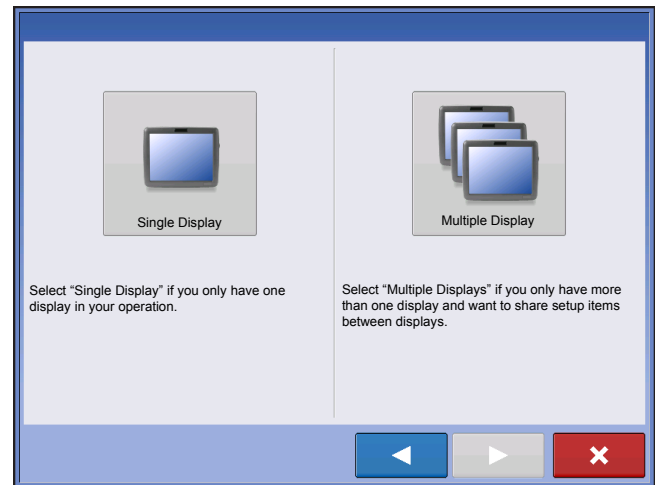 Single Display
Select “Single Display” if you only have one
display in your operation.
Multiple Display
Select “Multiple Displays” if you only have more
than one display and want to share setup items
between displays.